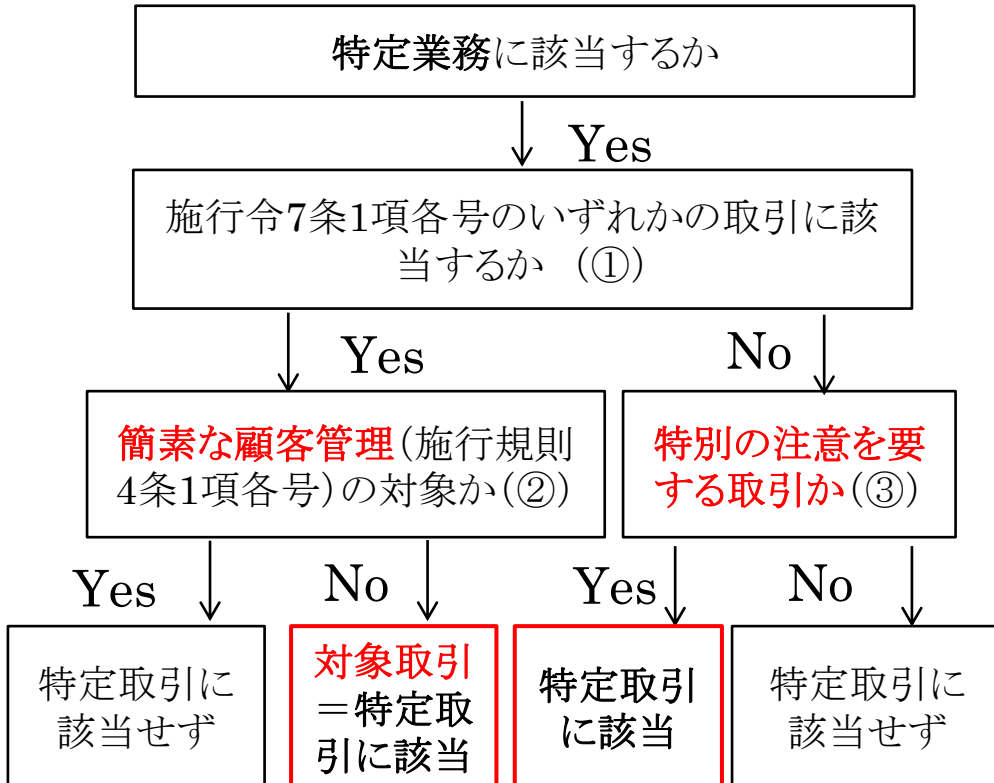 特定業務に該当するか
Yes
施行令7条1項各号のいずれかの取引に該
当するか （①）
Yes
No
簡素な顧客管理(施行規則
4条1項各号)の対象か(②)
特別の注意を要
する取引か(③)
Yes
No
Yes
No
特定取引に
該当せず
対象取引
＝特定取
引に該当
特定取引
に該当
特定取引に
該当せず